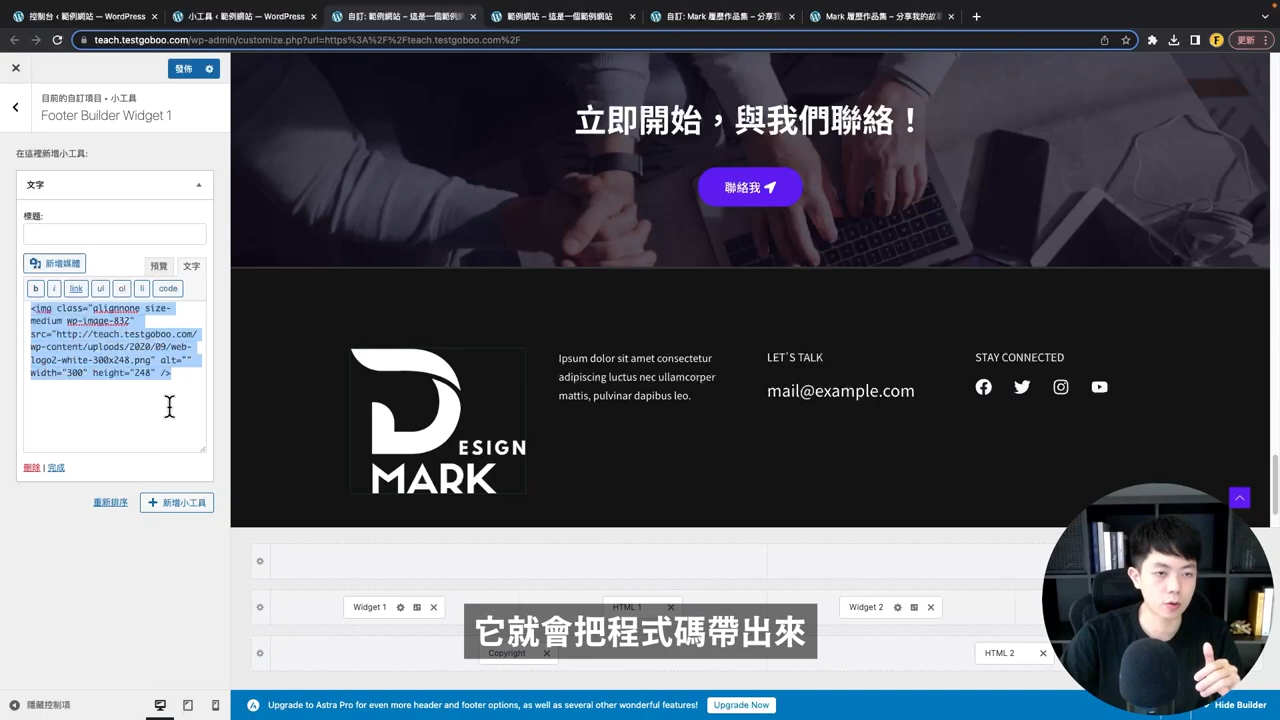 控制台 ‹ 範例網站 — WordPress
小工具 ‹ 範例網站 — WordPress
自訂: 範例網站 – 這是一個範例
範例網站 – 這是一個範例網站
自訂: Mark 履歷作品集 – 分享我
Mark 履歷作品集 – 分享我的故
teach.testgoboo.com/wp-admin/customize.php?url=https%3A%2F%2Fteach.testgoboo.com%2F
F
更新
發佈
目前的自訂項目 • 小工具
Footer Builder Widget 1
在這裡新增小工具:
文字
標題:
新增媒體
預覽
文字
b
i
link
ul
ol
li
code
<img class="alignnone size-
medium wp-image-832"
src="http://teach.testgoboo.com/
wp-content/uploads/2020/09/web-
logo2-white-300x248.png" alt=""
width="300" height="248" />
刪除 | 完成
重新排序
新增小工具
隱藏控制項
立即開始，與我們聯絡！
聯絡我
DESIGN
MARK
Ipsum dolor sit amet consectetur
adipiscing luctus nec ullamcorper
mattis, pulvinar dapibus leo.
LET'S TALK
mail@example.com
STAY CONNECTED
Widget 1
HTML 1
Widget 2
它就會把程式碼帶出來
Copyright
HTML 2
Upgrade to Astra Pro for even more header and footer options, as well as several other wonderful features!
Upgrade Now
Hide Builder